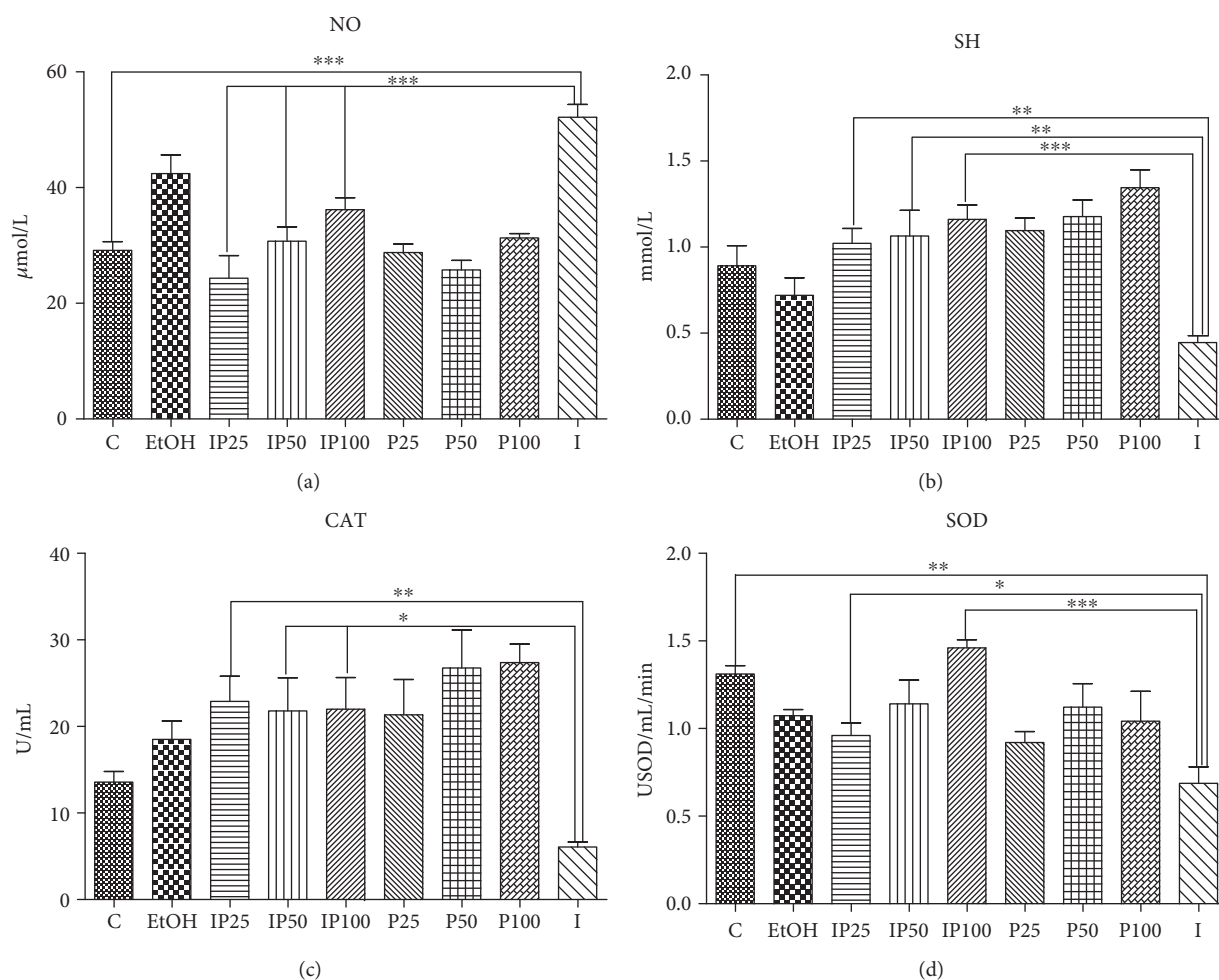 NO
***
***
60
40
20
0
μmol/L
C EtOH IP25 IP50 IP100 P25 P50 P100 I
(a)
SH
**
**
***
2.0
1.5
1.0
0.5
0.0
mmol/L
C EtOH IP25 IP50 IP100 P25 P50 P100 I
(b)
CAT
**
*
40
30
20
10
0
U/mL
C EtOH IP25 IP50 IP100 P25 P50 P100 I
(c)
SOD
**
*
***
2.0
1.5
1.0
0.5
0.0
USOD/mL/min
C EtOH IP25 IP50 IP100 P25 P50 P100 I
(d)